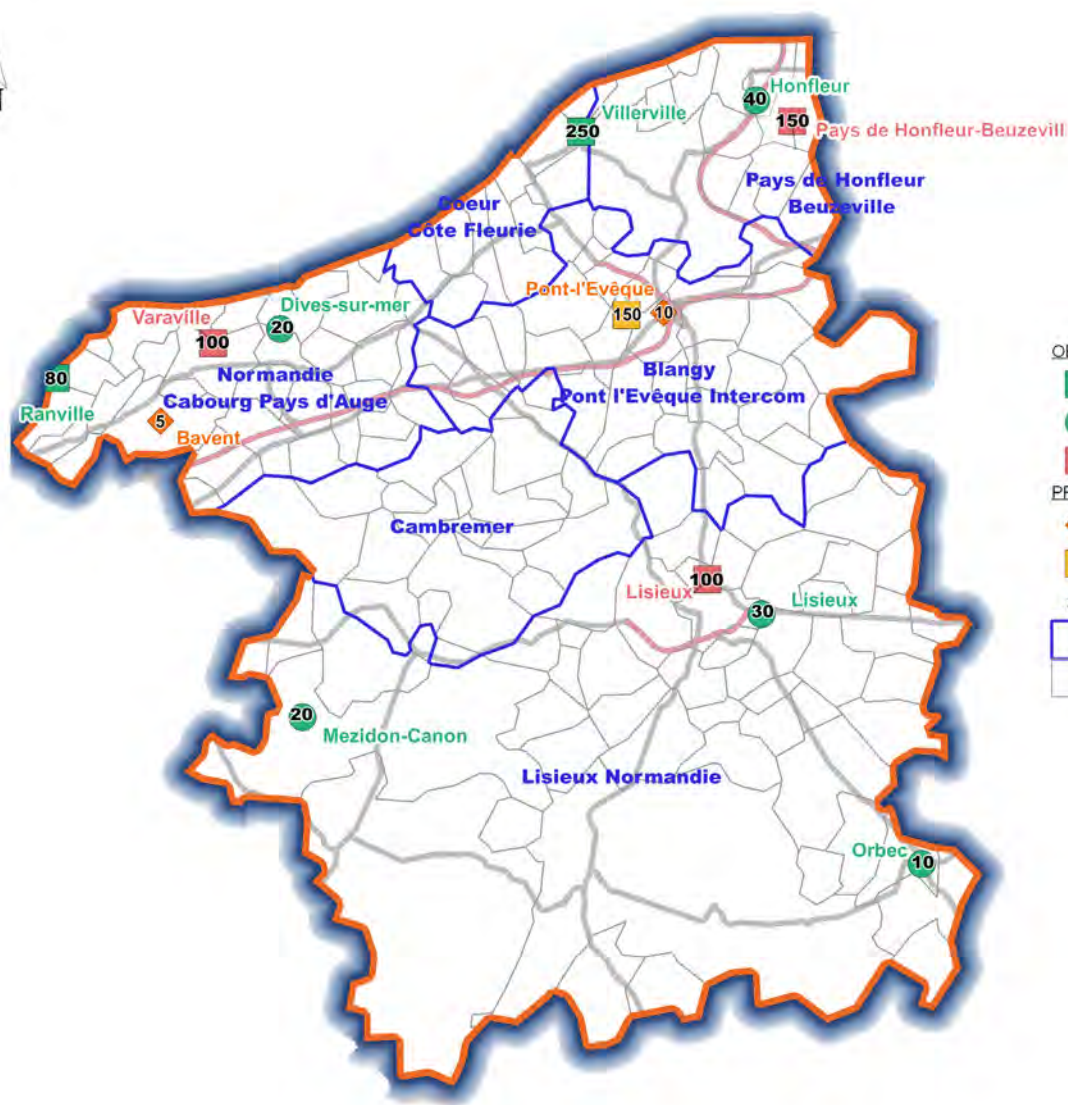 Honfleur
40
150
Pays de Honfleur-Beuzevill
Villerville
250
Pays de Honfleur
Beuzeville
Coeur
Côte Fleurie
Pont-l'Evêque
150
10
Dives-sur-mer
20
Varaville
100
80
Ranville
Normandie
Cabourg Pays d'Auge
5
Bavent
Blangy
Pont l'Evêque Intercom
Cambremer
100
Lisieux
30
Lisieux
20
Mezidon-Canon
Lisieux Normandie
Orbec
10